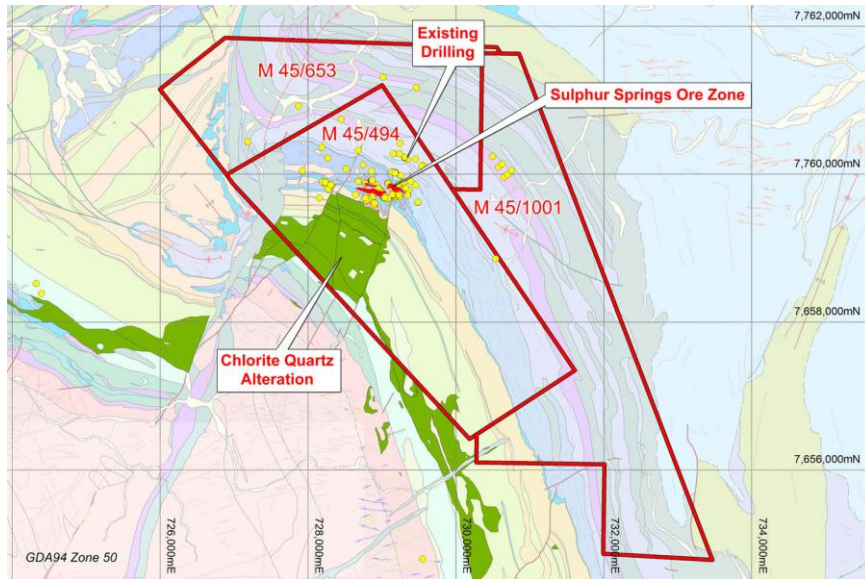 7,762,000mN
Existing
Drilling
M 45/653
Sulphur Springs Ore Zone
M 45/494
7,760,000mN
M 45/1001
7,658,000mN
Chlorite Quartz
Alteration
7,656,000mN
726,000mE
728,000mE
730,000mE
732,000mE
734,000mE
GDA94 Zone 50